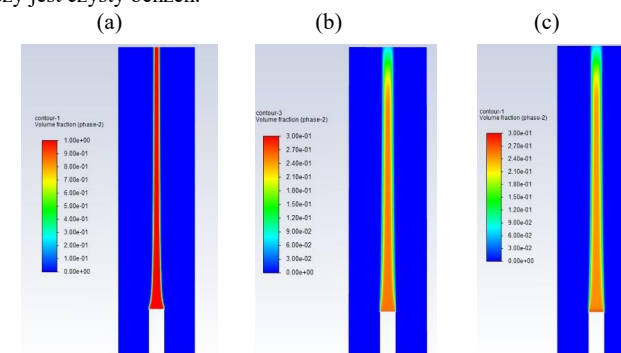 czy jest czysty benzen.
(a) (b) (c)
contour-1
Volume fraction (phase-2)
1.00e+00
9.00e-01
8.00e-01
7.00e-01
6.00e-01
5.00e-01
4.00e-01
3.00e-01
2.00e-01
1.00e-01
0.00e+00
contour-3
Volume fraction (phase-2)
3.00e-01
2.70e-01
2.40e-01
2.10e-01
1.80e-01
1.50e-01
1.20e-01
9.00e-02
6.00e-02
3.00e-02
0.00e+00
contour-1
Volume fraction (phase-2)
3.00e-01
2.70e-01
2.40e-01
2.10e-01
1.80e-01
1.50e-01
1.20e-01
9.00e-02
6.00e-02
3.00e-02
0.00e+00